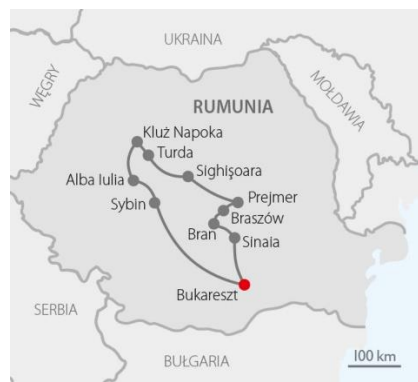 UKRAINA
WĘGRY
MOŁDAWIA
RUMUNIA
Kluż Napoka
Turda
Sighişoara
Alba Iulia
Prejmer
Sybin
Braszów
Bran
Sinaia
Bukareszt
SERBIA
BUŁGARIA
100 km